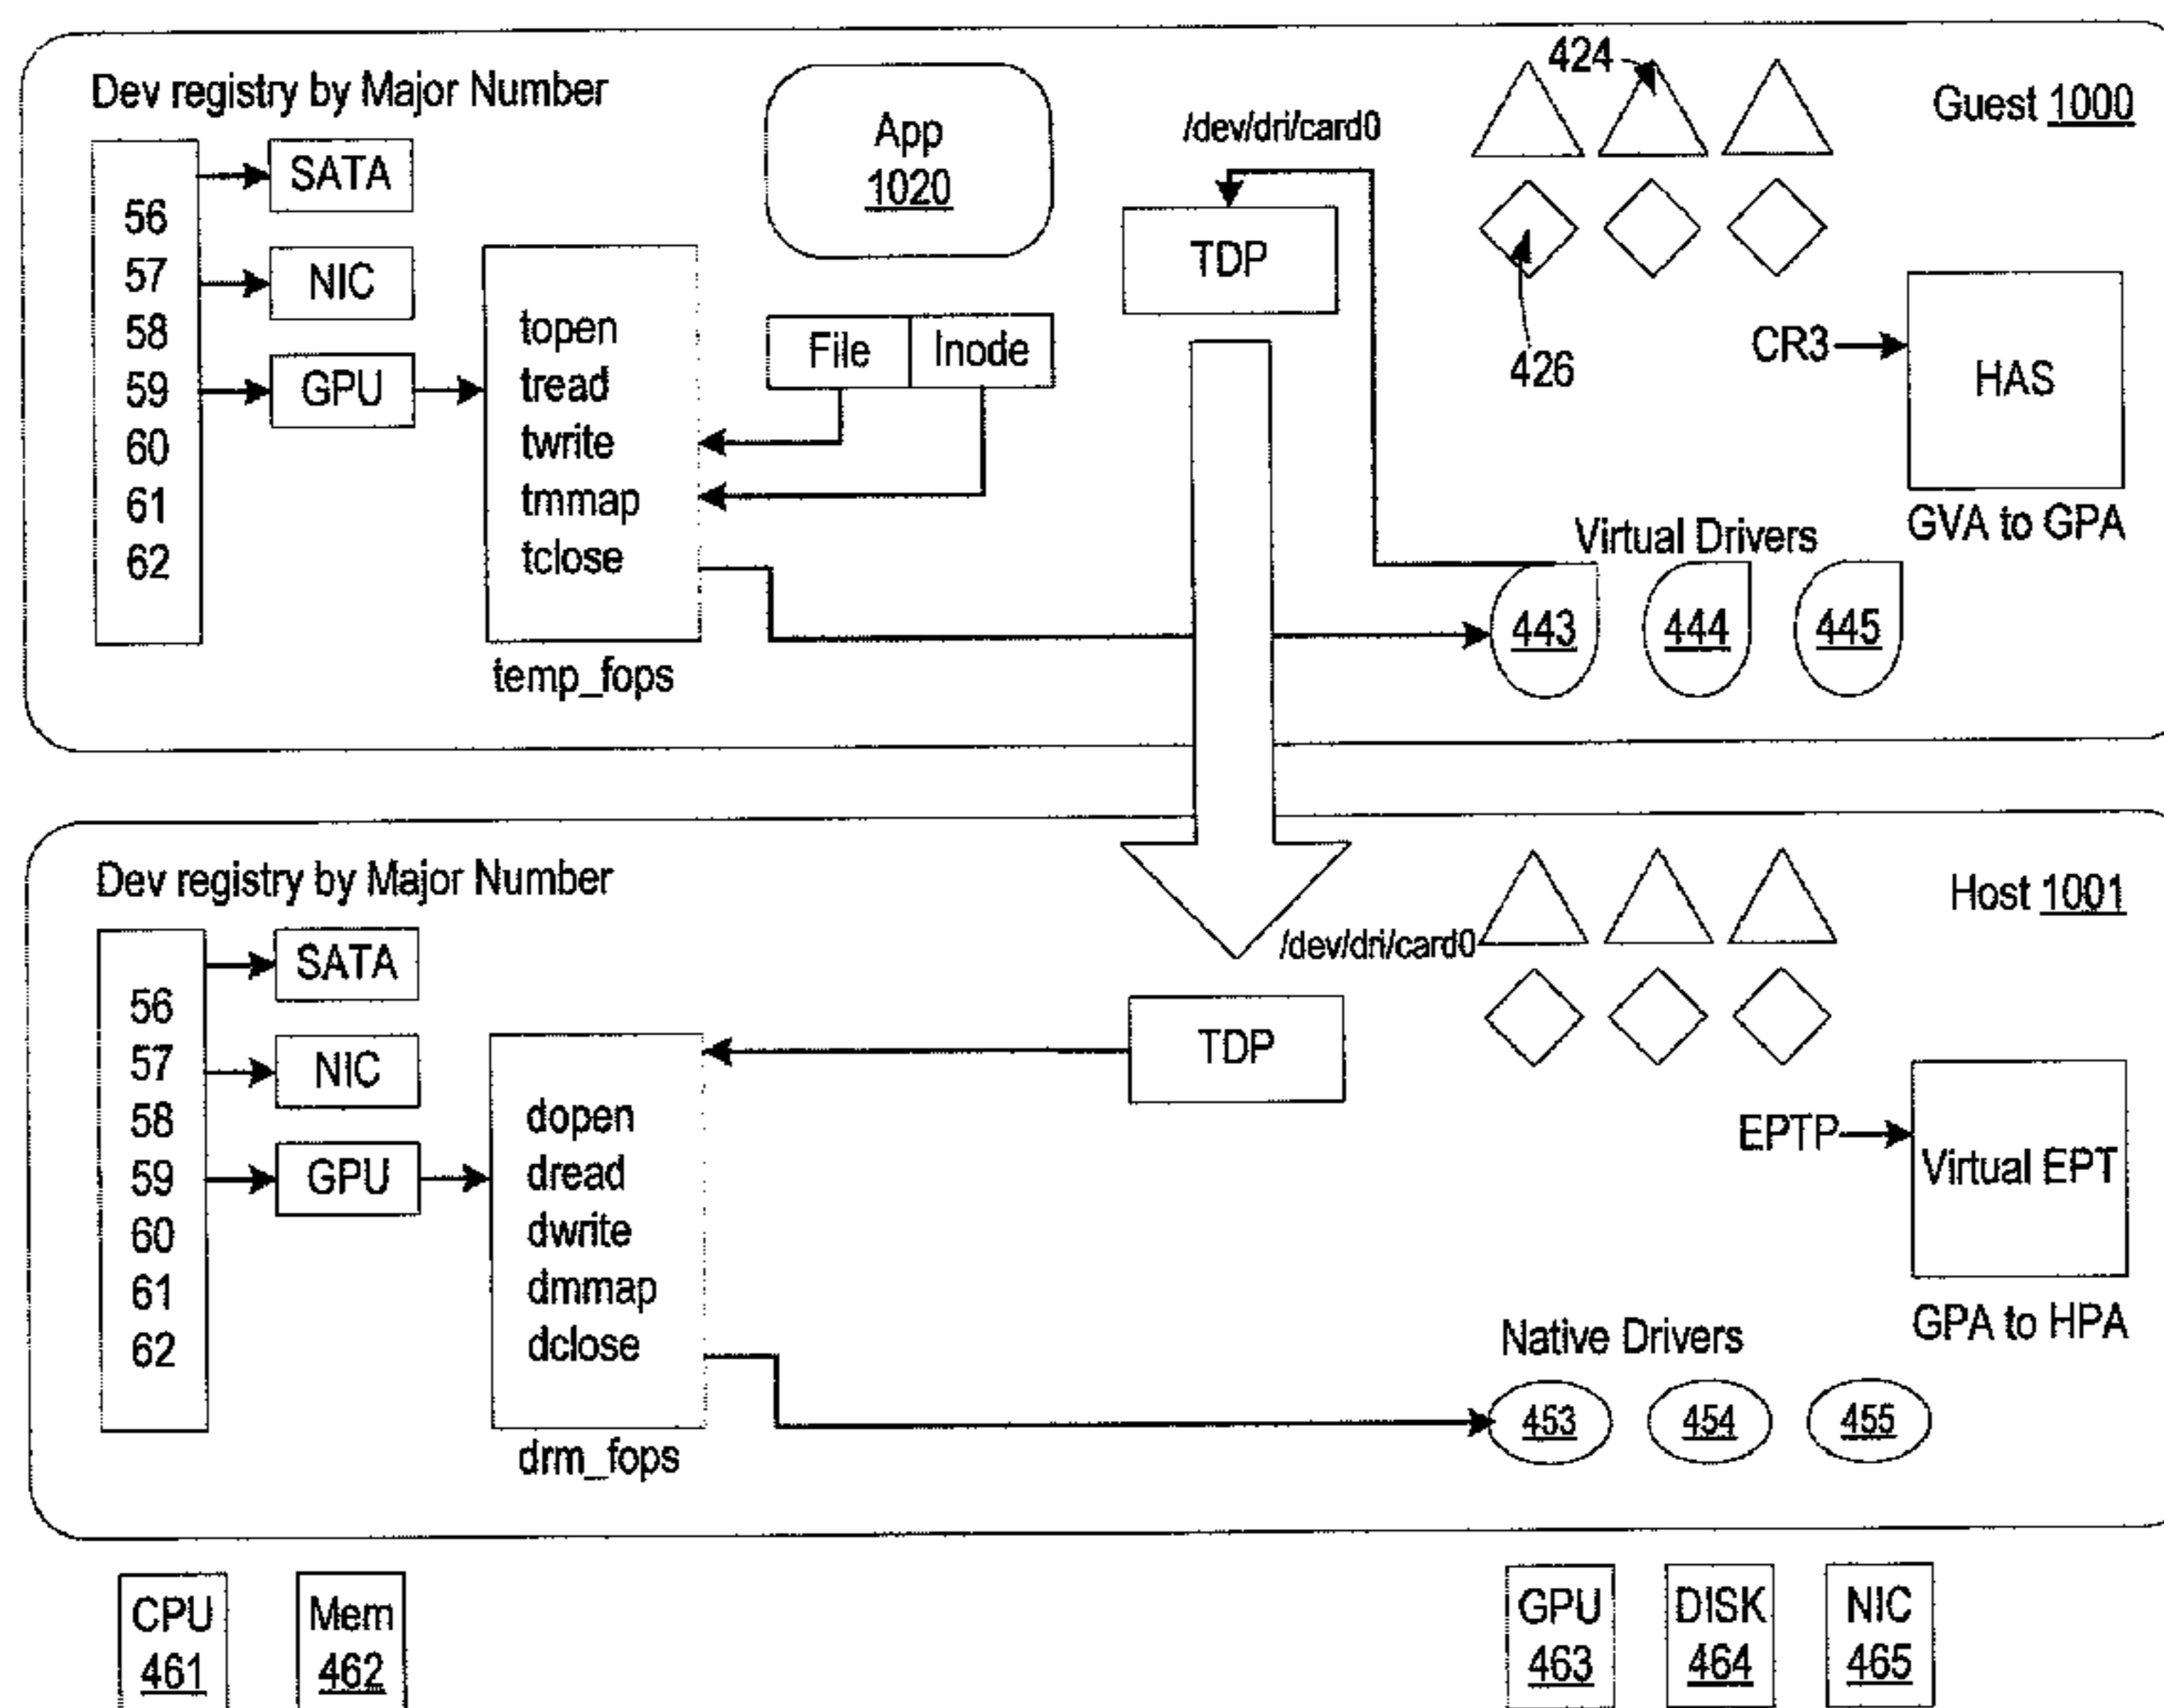 Dev registry by Major Number
56
57
58
59
60
61
62
SATA
NIC
GPU
topen
tread
twrite
tmmap
tclose
temp_fops
App
1020
File Inode
/dev/dri/card0
TDP
424
426
Guest 1000
CR3
HAS
GVA to GPA
Virtual Drivers
443 444 445
Dev registry by Major Number
56
57
58
59
60
61
62
SATA
NIC
GPU
dopen
dread
dwrite
dmmap
dclose
drm_fops
/dev/dri/card0
TDP
Host 1001
EPTP
Virtual EPT
GPA to HPA
Native Drivers
453 454 455
CPU
461
Mem
462
GPU
463
DISK
464
NIC
465